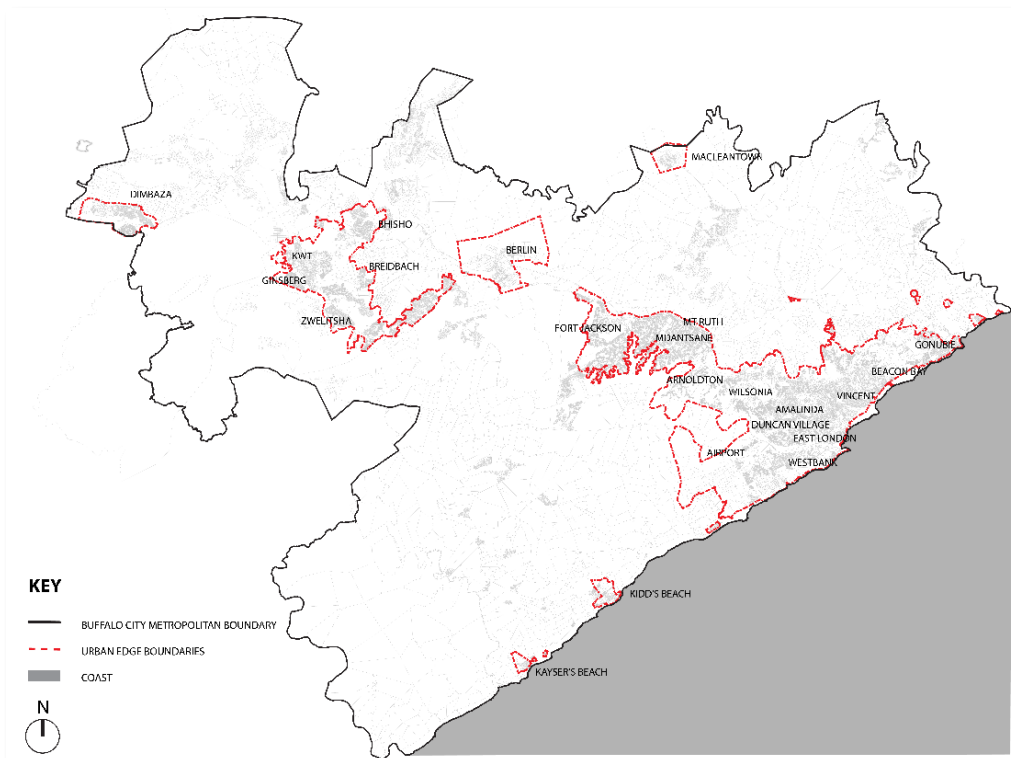 MACLEANTOWN
DIMBAZA
BHISHO
BERLIN
KWT
BREIDBACH
GINSBERG
ZWELITSHA
MT.RUTH
FORT JACKSON
MDANTSANE
GONUBIE
BEACON BAY
ARNOLDTON
WILSONIA
VINCENT
AMALINDA
DUNCAN VILLAGE
EAST LONDON
AIRPORT
WESTBANK
KEY
KIDD'S BEACH
BUFFALO CITY METROPOLITAN BOUNDARY
URBAN EDGE BOUNDARIES
KAYSER'S BEACH
COAST
N